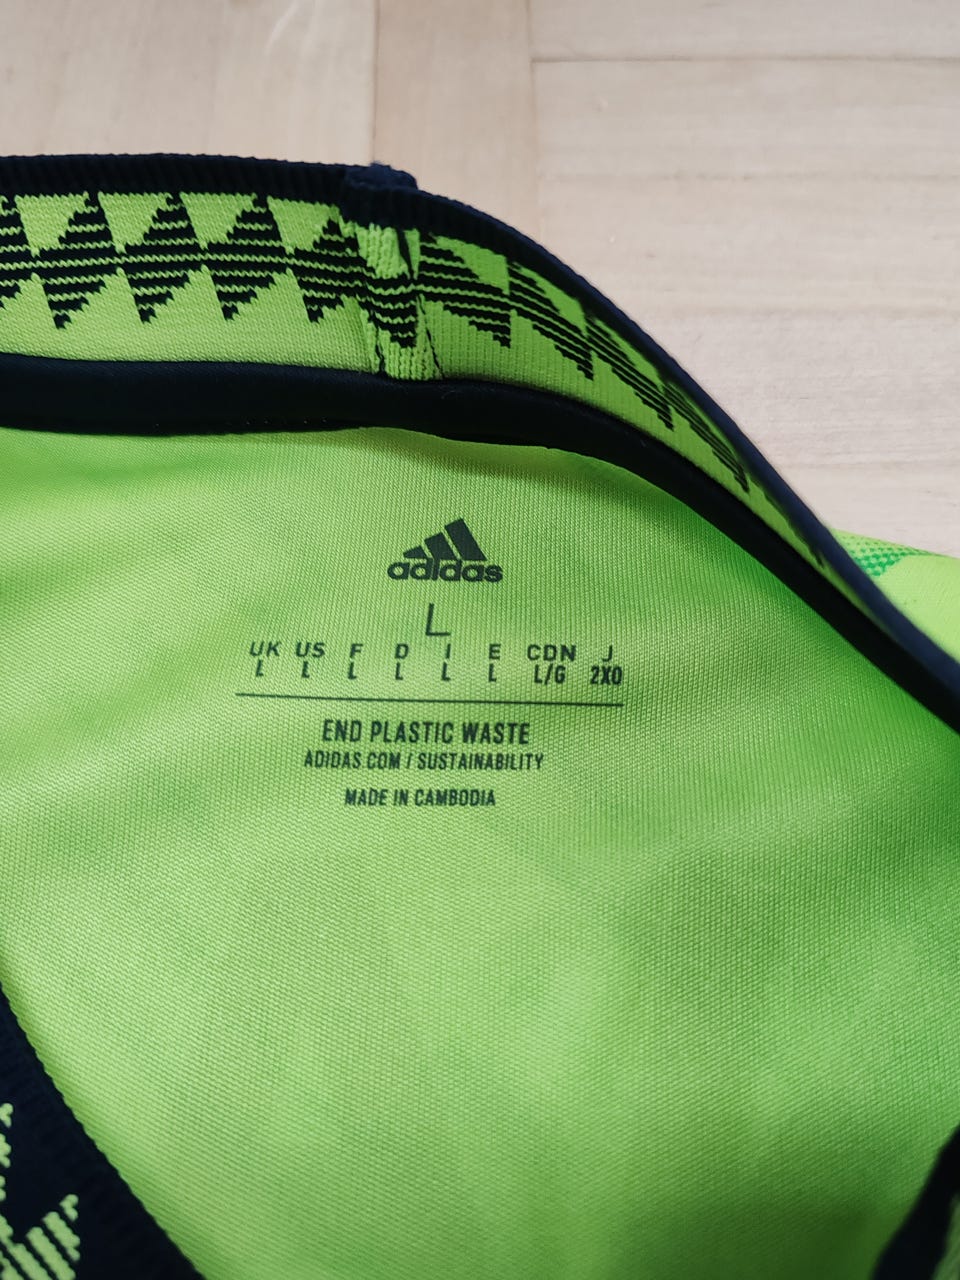 adidas
L
UK US F D I E CDN J
L L L L L L L/G 2XO
END PLASTIC WASTE
ADIDAS.COM / SUSTAINABILITY
MADE IN CAMBODIA